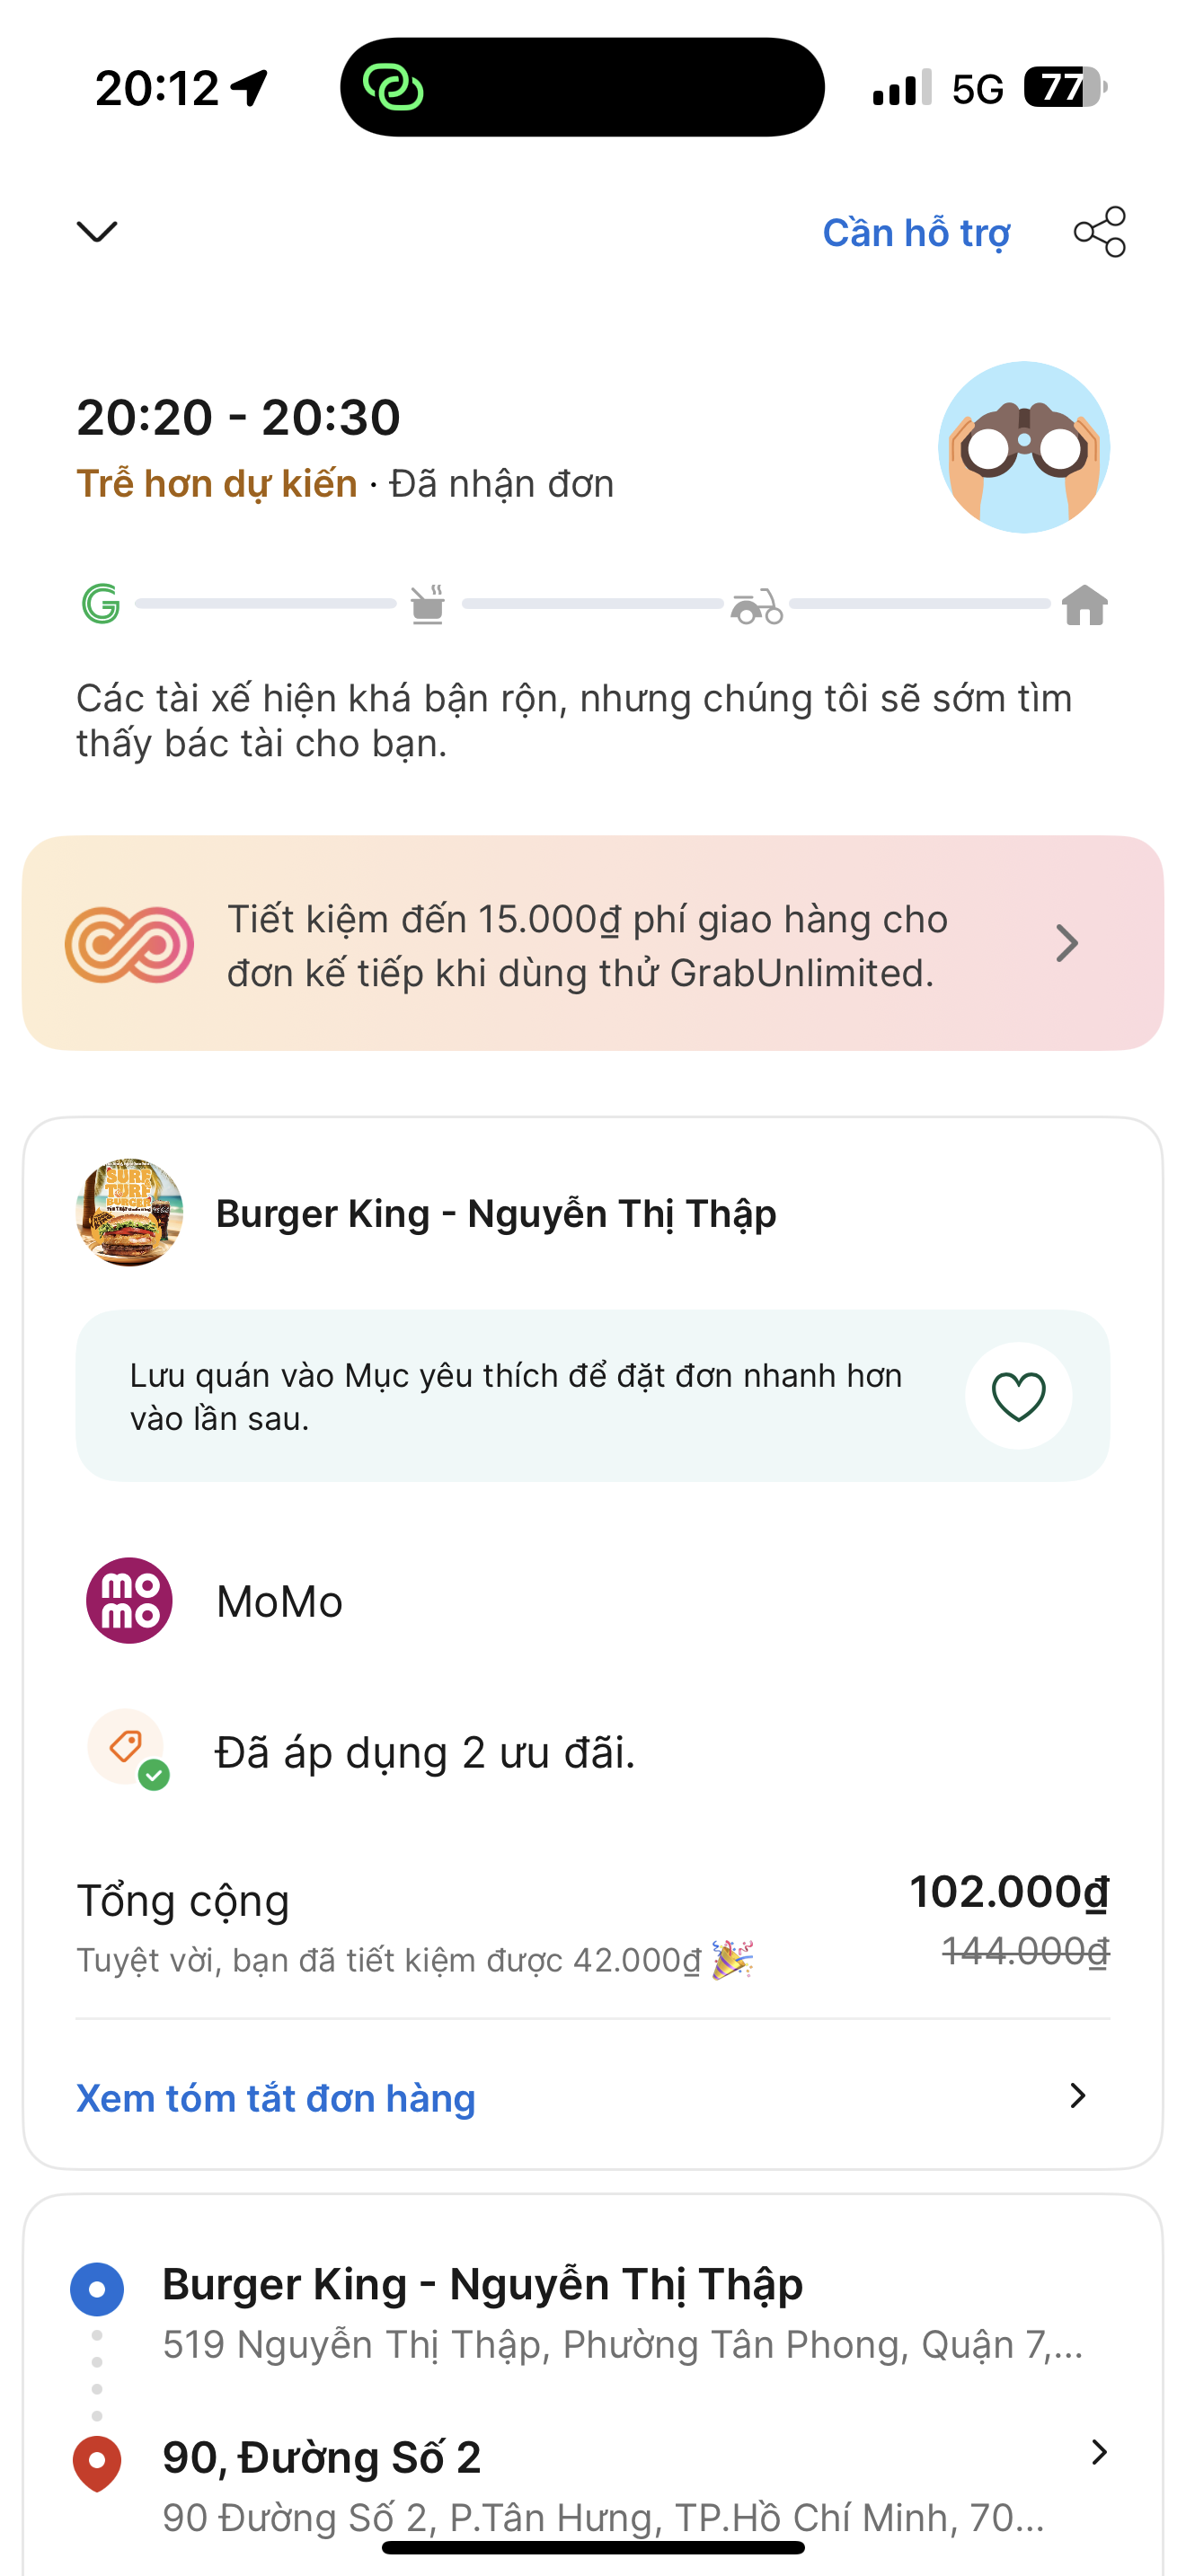 20:12
5G
77
Cần hỗ trợ
20:20 - 20:30
Trễ hơn dự kiến · Đã nhận đơn
Các tài xế hiện khá bận rộn, nhưng chúng tôi sẽ sớm tìm
thấy bác tài cho bạn.
Tiết kiệm đến 15.000₫ phí giao hàng cho
đơn kế tiếp khi dùng thử GrabUnlimited.
SURF
TURF
BURGER
Burger King - Nguyễn Thị Thập
Lưu quán vào Mục yêu thích để đặt đơn nhanh hơn
vào lần sau.
mo
mo
MoMo
Đã áp dụng 2 ưu đãi.
Tổng cộng
102.000₫
Tuyệt vời, bạn đã tiết kiệm được 42.000₫ 🎉
144.000₫
Xem tóm tắt đơn hàng
Burger King - Nguyễn Thị Thập
519 Nguyễn Thị Thập, Phường Tân Phong, Quận 7,...
90, Đường Số 2
90 Đường Số 2, P.Tân Hưng, TP.Hồ Chí Minh, 70...